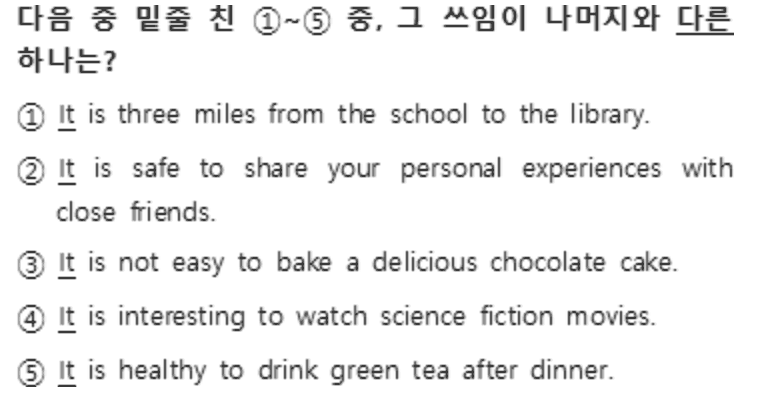 다음 중 밑줄 친 ①~⑤ 중, 그 쓰임이 나머지와 다른
하나는?
① It is three miles from the school to the library.
② It is safe to share your personal experiences with
close friends.
③ It is not easy to bake a delicious chocolate cake.
④ It is interesting to watch science fiction movies.
⑤ It is healthy to drink green tea after dinner.